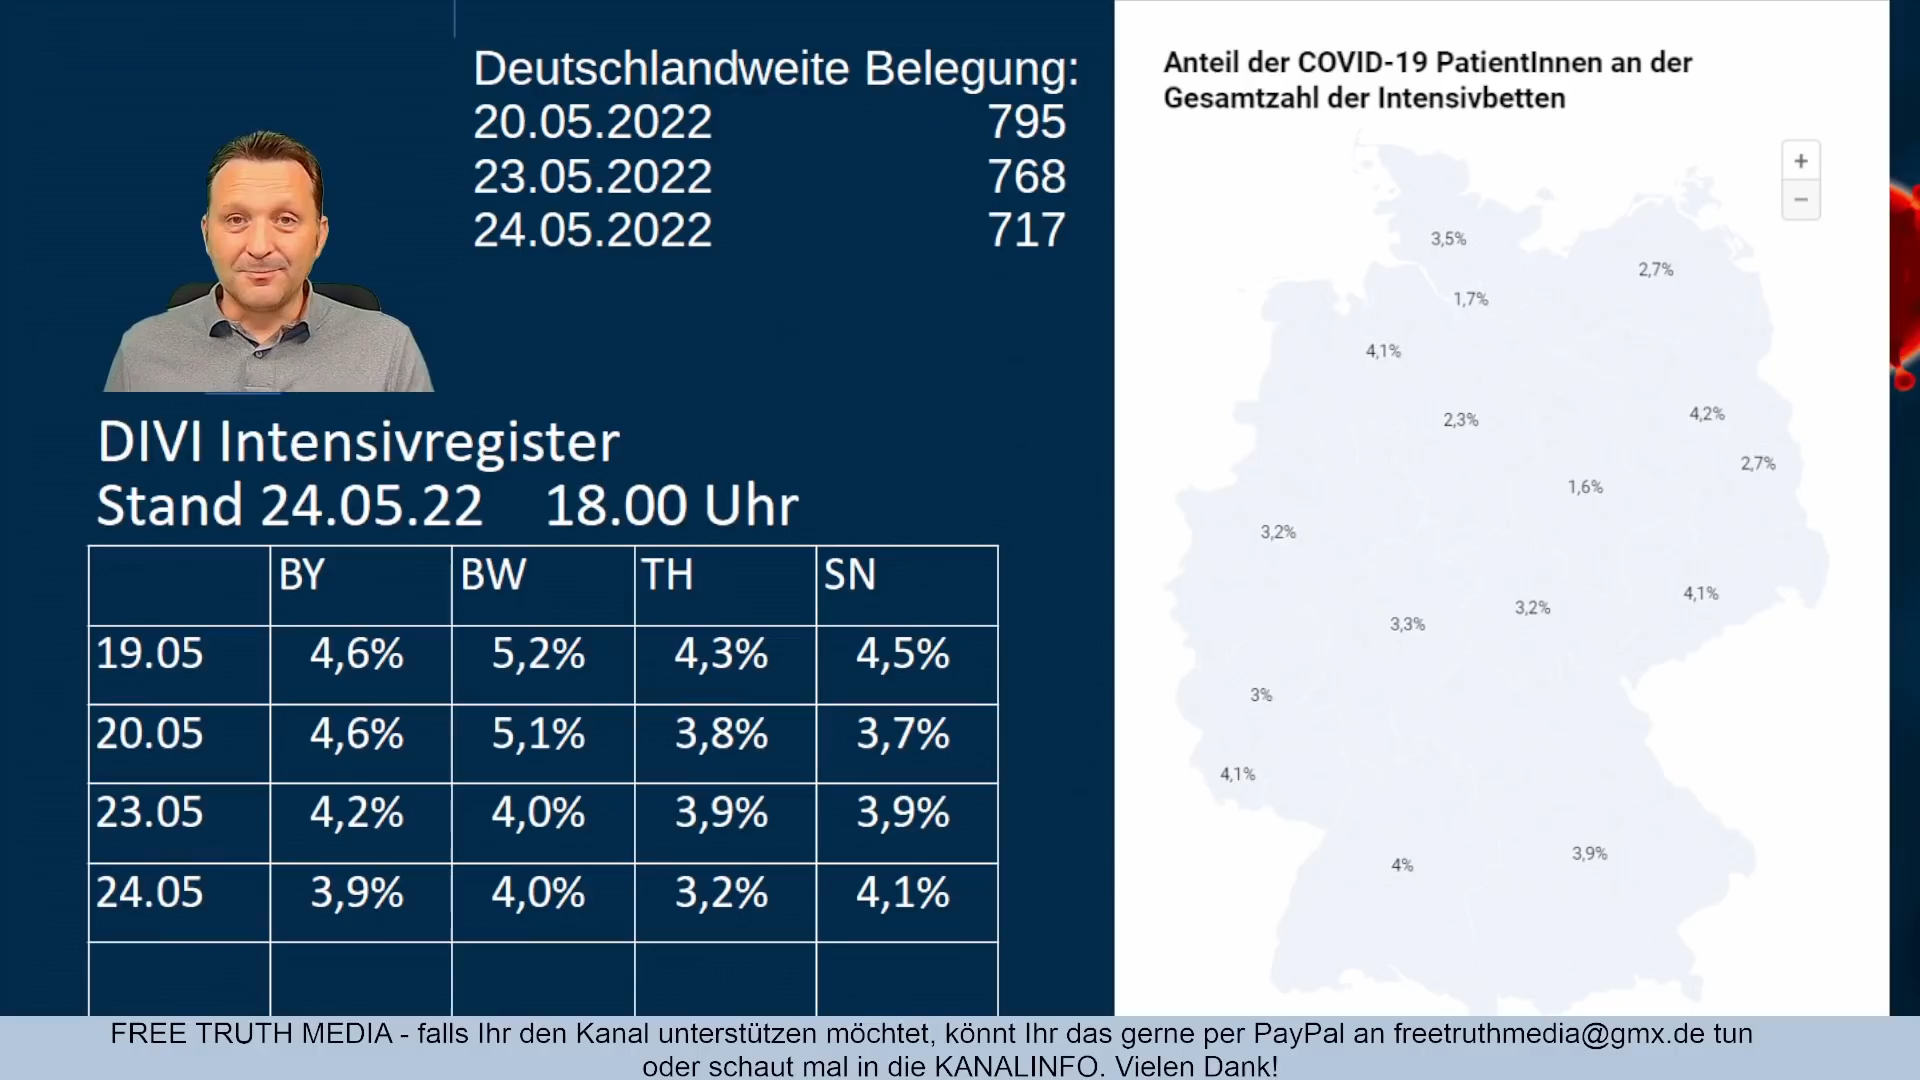 Deutschlandweite Belegung:
20.05.2022 795
23.05.2022 768
24.05.2022 717
DIVI Intensivregister
Stand 24.05.22 18.00 Uhr
BY BW TH SN
19.05 4,6% 5,2% 4,3% 4,5%
20.05 4,6% 5,1% 3,8% 3,7%
23.05 4,2% 4,0% 3,9% 3,9%
24.05 3,9% 4,0% 3,2% 4,1%
Anteil der COVID-19 PatientInnen an der
Gesamtzahl der Intensivbetten
+
−
3,5%
2,7%
1,7%
4,1%
2,3%
4,2%
2,7%
1,6%
3,2%
4,1%
3,2%
3,3%
3%
4,1%
3,9%
4%
FREE TRUTH MEDIA - falls Ihr den Kanal unterstützen möchtet, könnt Ihr das gerne per PayPal an freetruthmedia@gmx.de tun
oder schaut mal in die KANALINFO. Vielen Dank!